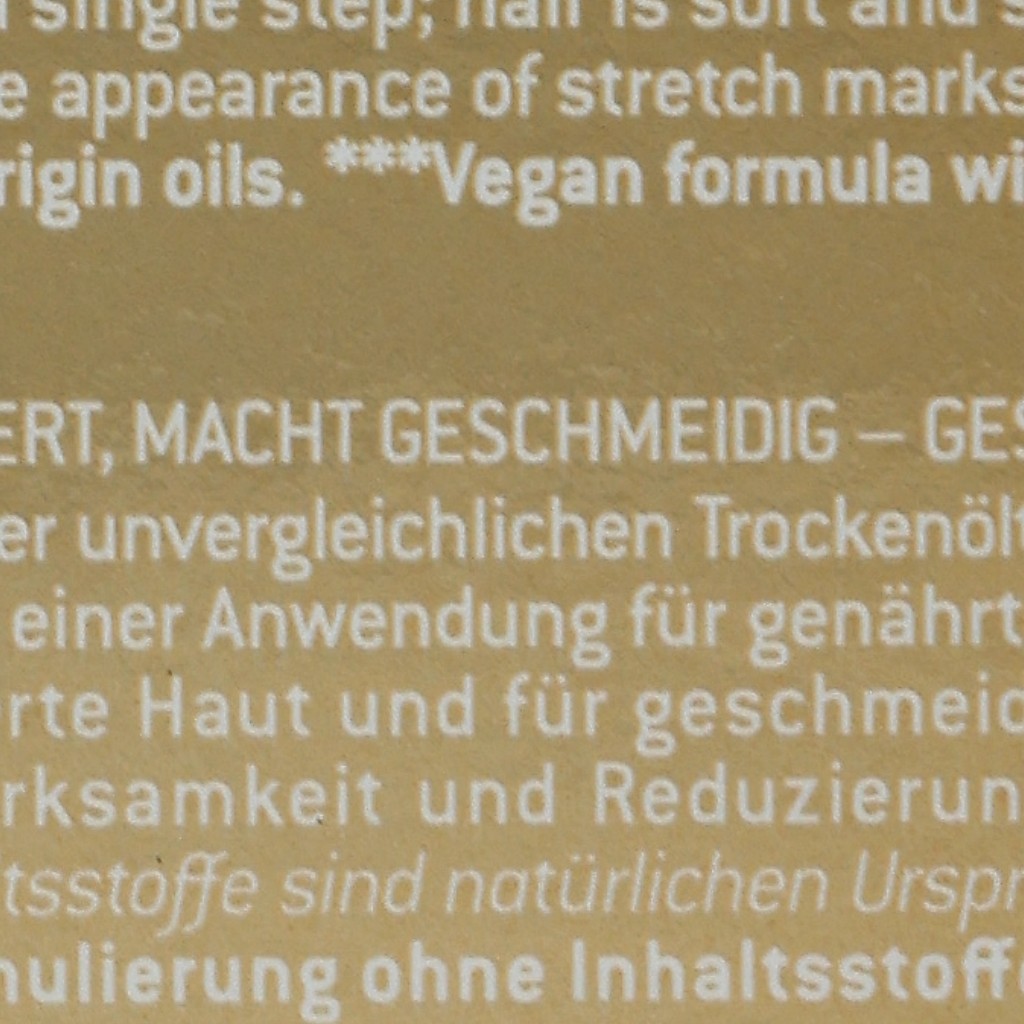 single step; hair is soft and
e appearance of stretch marks
rigin oils. ***Vegan formula wi
ERT, MACHT GESCHMEIDIG – GES
er unvergleichlichen Trockenölt
einer Anwendung für genährt
rte Haut und für geschmeid
rksamkeit und Reduzierun
tsstoffe sind natürlichen Urspr
nulierung ohne Inhaltsstoffe